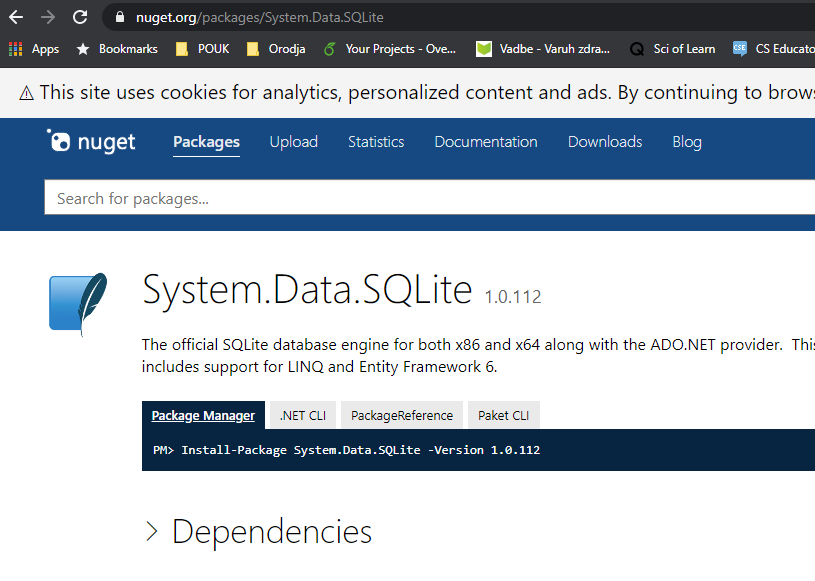 nuget.org/packages/System.Data.SQLite
Apps Bookmarks POUK Orodja Your Projects - Ove... Vadbe - Varuh zdra... Sci of Learn CS Educato
⚠ This site uses cookies for analytics, personalized content and ads. By continuing to brows
nuget Packages Upload Statistics Documentation Downloads Blog
Search for packages...
System.Data.SQLite 1.0.112
The official SQLite database engine for both x86 and x64 along with the ADO.NET provider. This
includes support for LINQ and Entity Framework 6.
Package Manager .NET CLI PackageReference Paket CLI
PM> Install-Package System.Data.SQLite -Version 1.0.112
Dependencies